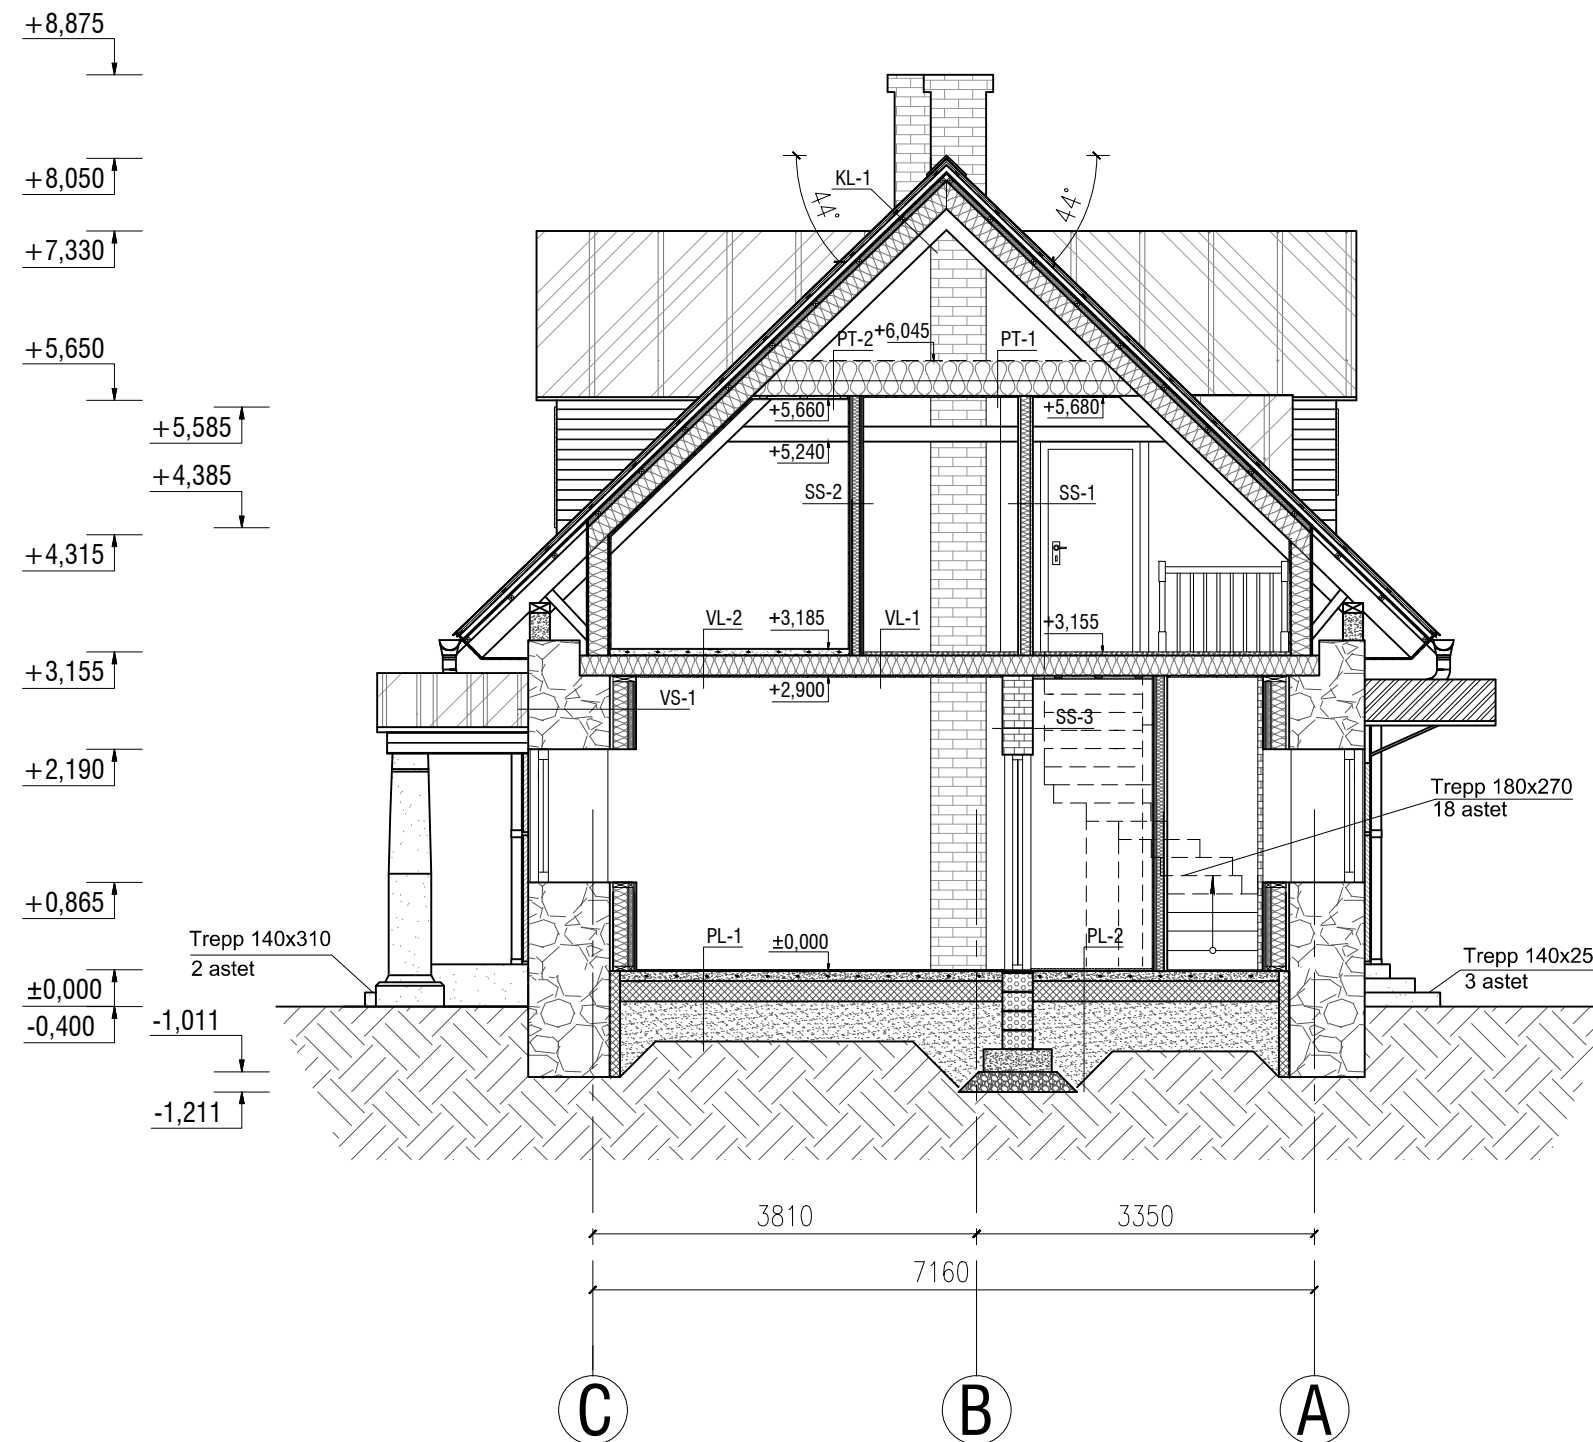 +8,875
+8,050
+7,330
+5,650
+5,585
+4,385
+4,315
+3,155
+2,190
+0,865
±0,000
-0,400
-1,011
-1,211
KL-1
44°
44°
PT-2
+6,045
PT-1
+5,660
+5,680
+5,240
SS-2
SS-1
VL-2
+3,185
VL-1
+3,155
VS-1
+2,900
SS-3
Trepp 180x270
18 astet
PL-1
±0,000
PL-2
Trepp 140x310
2 astet
Trepp 140x25
3 astet
3810
3350
7160
C
B
A